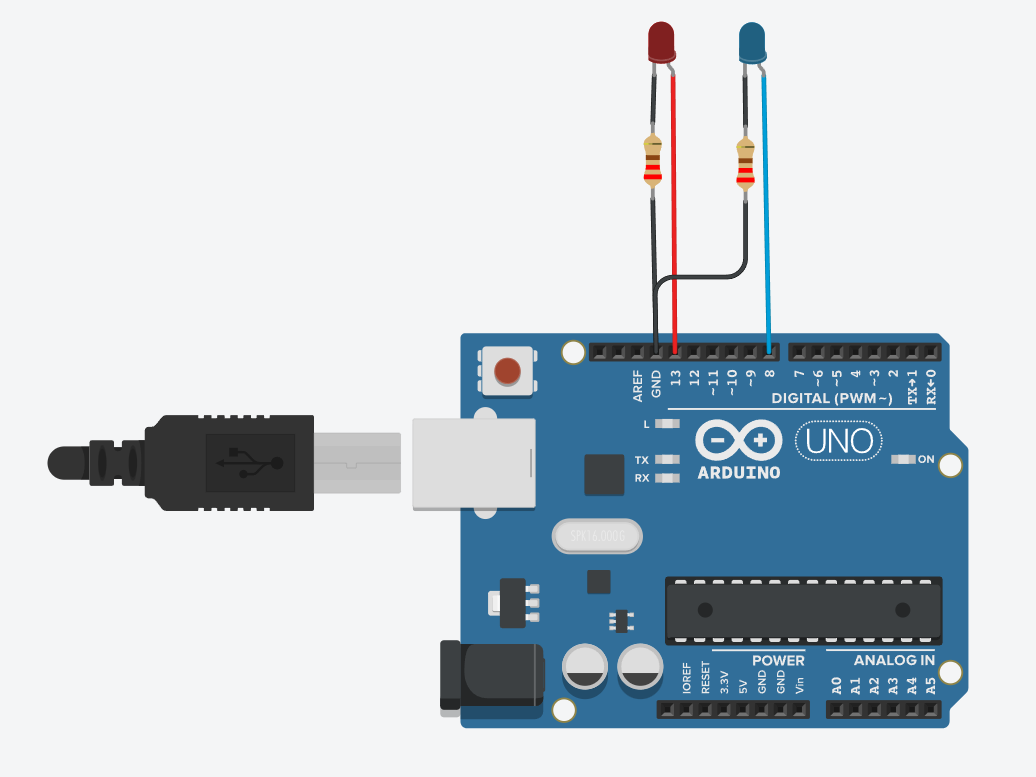 AREF
GND
13
12
~11
~10
~9
8
7
~6
~5
4
~3
2
TX→1
RX←0
DIGITAL (PWM~)
L
TX
RX
ARDUINO
UNO
ON
SPK16.000G
POWER
ANALOG IN
IOREF
RESET
3.3V
5V
GND
GND
Vin
A0
A1
A2
A3
A4
A5